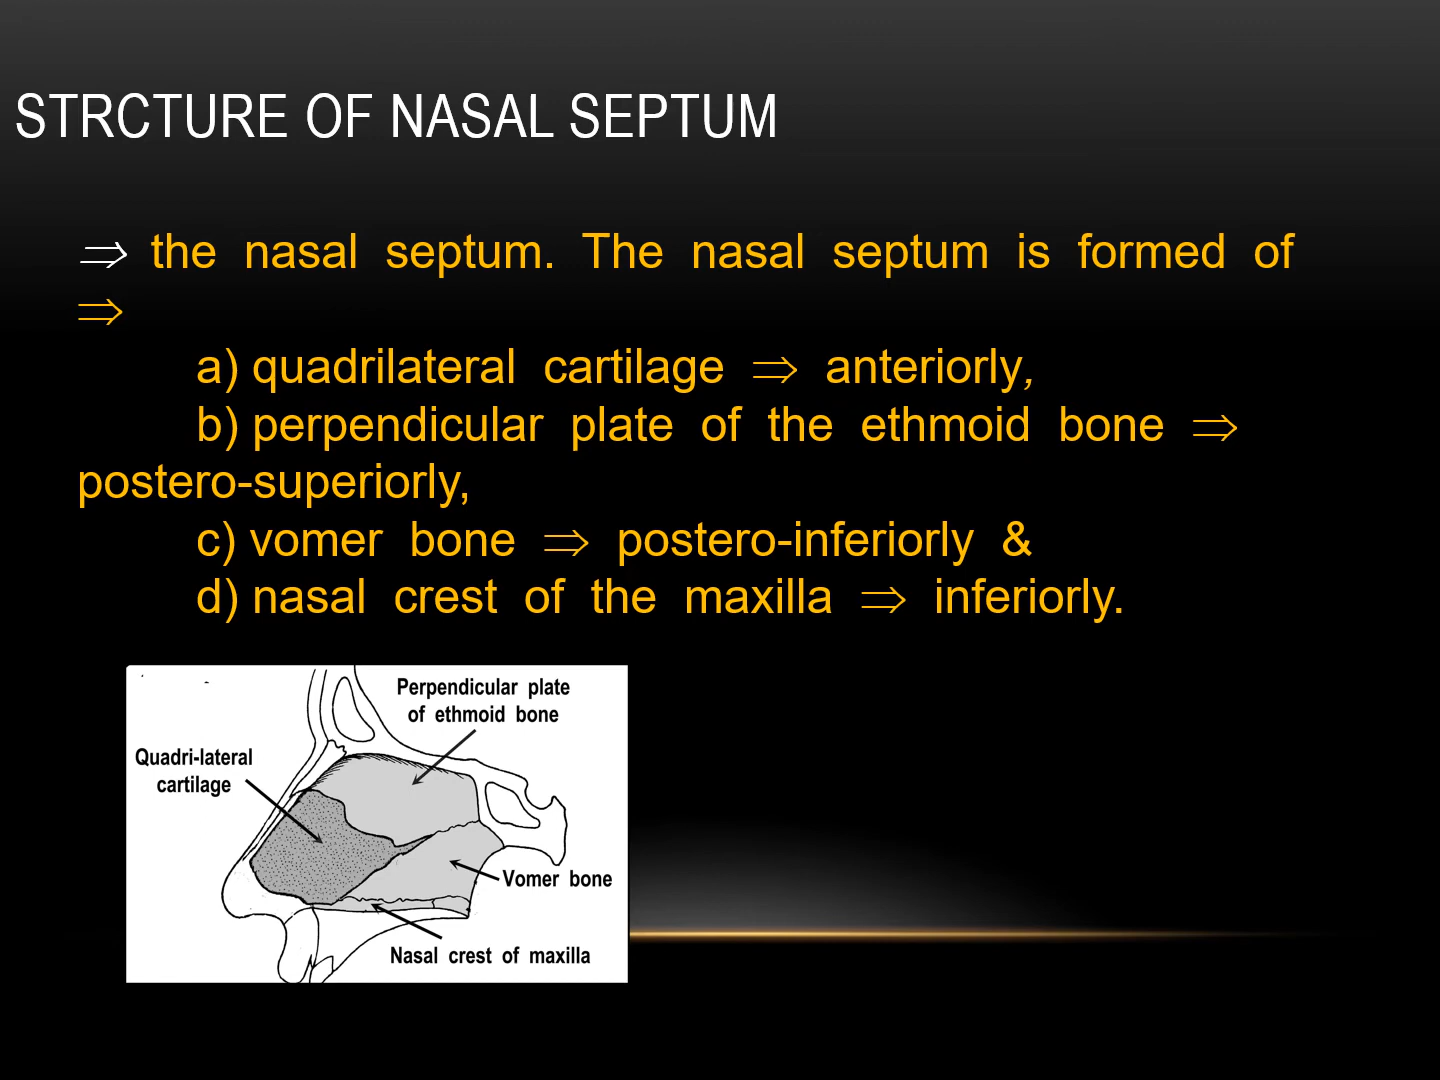 STRCTURE OF NASAL SEPTUM
⇒ the nasal septum. The nasal septum is formed of
⇒
a) quadrilateral cartilage ⇒ anteriorly,
b) perpendicular plate of the ethmoid bone ⇒
postero-superiorly,
c) vomer bone ⇒ postero-inferiorly &
d) nasal crest of the maxilla ⇒ inferiorly.
Perpendicular plate
of ethmoid bone
Quadri-lateral
cartilage
Vomer bone
Nasal crest of maxilla